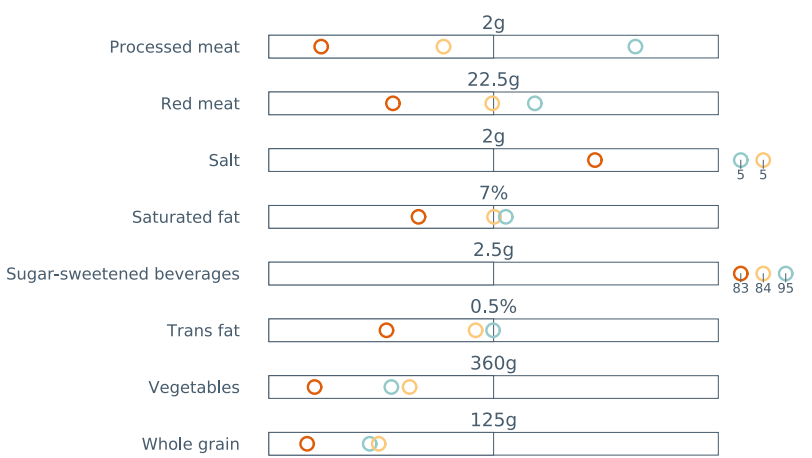 2g
Processed meat
22.5g
Red meat
2g
Salt
5 5
7%
Saturated fat
2.5g
Sugar-sweetened beverages
83 84 95
0.5%
Trans fat
360g
Vegetables
125g
Whole grain